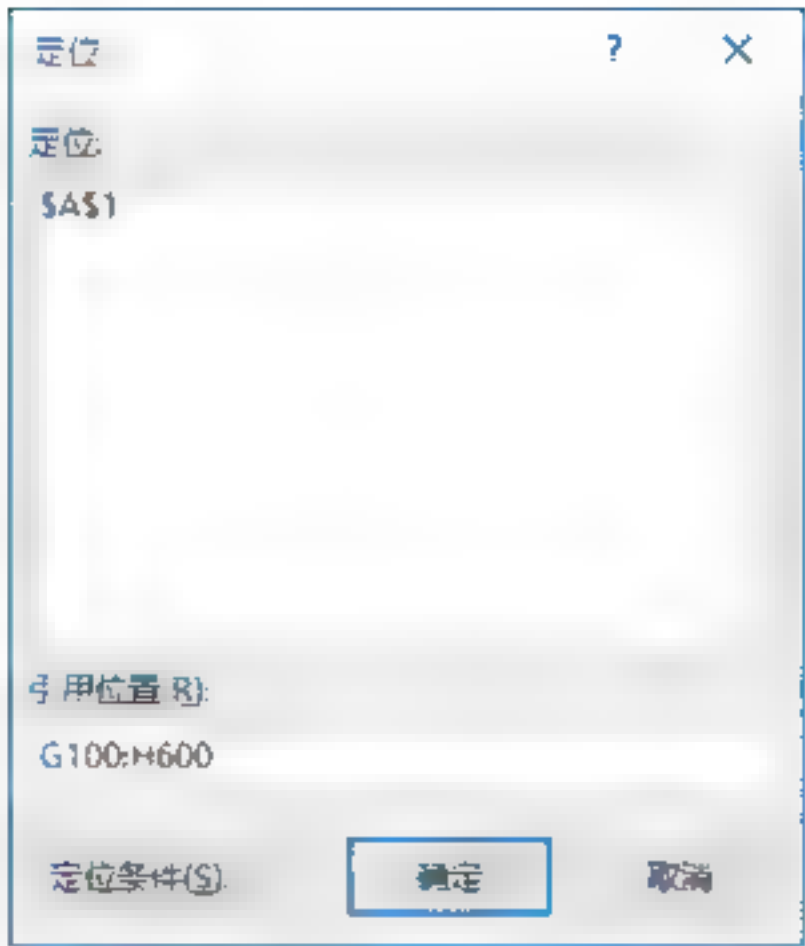 定位 ? ×
定位:
$A$1
引用位置(R):
G100:H600
定位条件(S)...
确定
取消